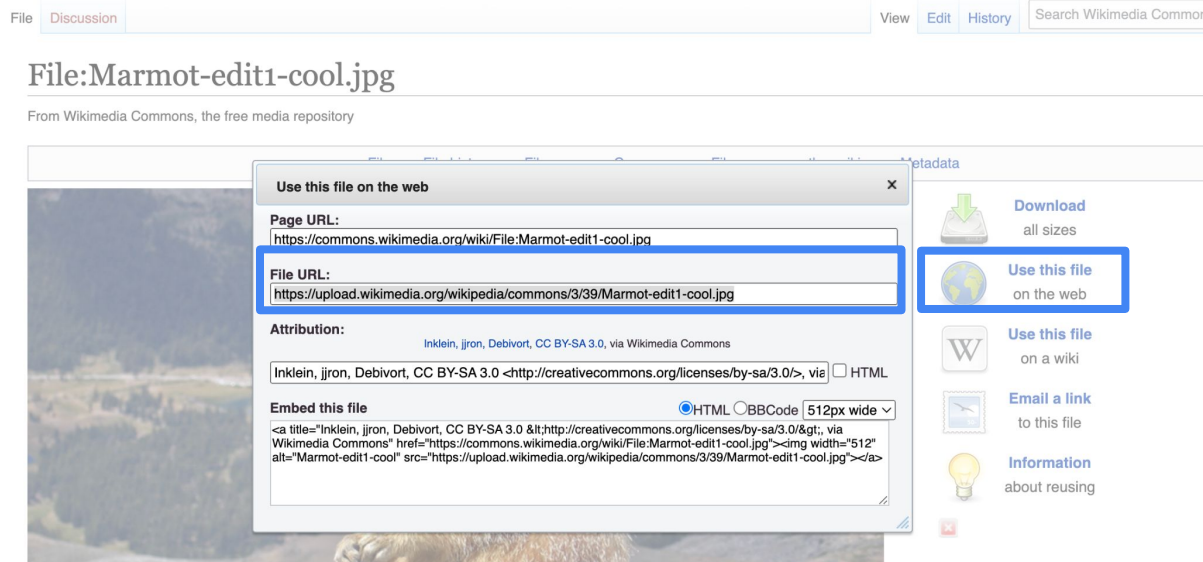 File Discussion View Edit History Search Wikimedia Common
File:Marmot-edit1-cool.jpg
From Wikimedia Commons, the free media repository
Metadata
Use this file on the web
Page URL:
https://commons.wikimedia.org/wiki/File:Marmot-edit1-cool.jpg
File URL:
https://upload.wikimedia.org/wikipedia/commons/3/39/Marmot-edit1-cool.jpg
Attribution:
Inklein, jjron, Debivort, CC BY-SA 3.0, via Wikimedia Commons
Inklein, jjron, Debivort, CC BY-SA 3.0 <http://creativecommons.org/licenses/by-sa/3.0/>, via
HTML
Embed this file
HTML BBCode 512px wide
<a title="Inklein, jjron, Debivort, CC BY-SA 3.0 &lt;http://creativecommons.org/licenses/by-sa/3.0/&gt;, via
Wikimedia Commons" href="https://commons.wikimedia.org/wiki/File:Marmot-edit1-cool.jpg"><img width="512"
alt="Marmot-edit1-cool" src="https://upload.wikimedia.org/wikipedia/commons/3/39/Marmot-edit1-cool.jpg"></a>
Download
all sizes
Use this file
on the web
W
Use this file
on a wiki
Email a link
to this file
Information
about reusing